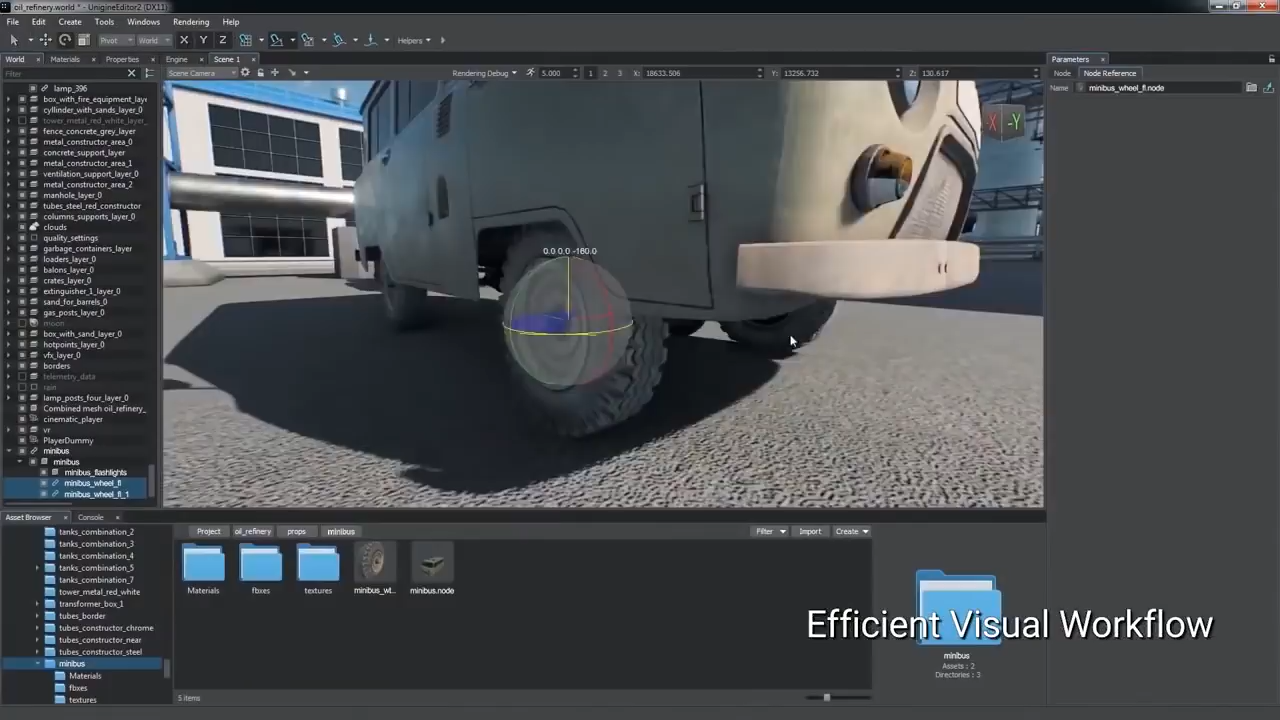 oil_refinery.world * - UnigineEditor2 (DX11)
File Edit Create Tools Windows Rendering Help
Pivot World X Y Z Helpers
World Materials Properties Engine Scene 1 Parameters
Filter
Scene Camera Rendering Debug 5.000 1 2 3 X: 18633.506 Y: 13256.732 Z: 130.617
Node Node Reference
Name minibus_wheel_fl.node
lamp_396
box_with_fire_equipment_laye
cyllinder_with_sands_layer_0
tower_metal_red_white_layer_
fence_concrete_grey_layer
metal_constructor_area_0
concrete_support_layer
metal_constructor_area_1
ventilation_support_layer_0
metal_constructor_area_2
manhole_layer_0
tubes_steel_red_constructor
columns_supports_layer_0
clouds
quality_settings
garbage_containers_layer
loaders_layer_0
balons_layer_0
crates_layer_0
extinguisher_1_layer_0
sand_for_barrels_0
gas_posts_layer_0
moon
box_with_sand_layer_0
hotpoints_layer_0
vfx_layer_0
borders
telemetry_data
rain
lamp_posts_four_layer_0
Combined mesh oil_refinery_
cinematic_player
vr
PlayerDummy
minibus
minibus
minibus_flashlights
minibus_wheel_fl
minibus_wheel_fl_1
X -Y
0.0 0.0 -180.0
Asset Browser Console
tanks_combination_2
tanks_combination_3
tanks_combination_4
tanks_combination_5
tanks_combination_7
tower_metal_red_white
transformer_box_1
tubes_border
tubes_constructor_chrome
tubes_constructor_near
tubes_constructor_steel
minibus
Materials
fbxes
textures
Project oil_refinery props minibus Filter Import Create
Materials fbxes textures minibus_wl... minibus.node
5 items
Efficient Visual Workflow
minibus
Assets : 2
Directories : 3